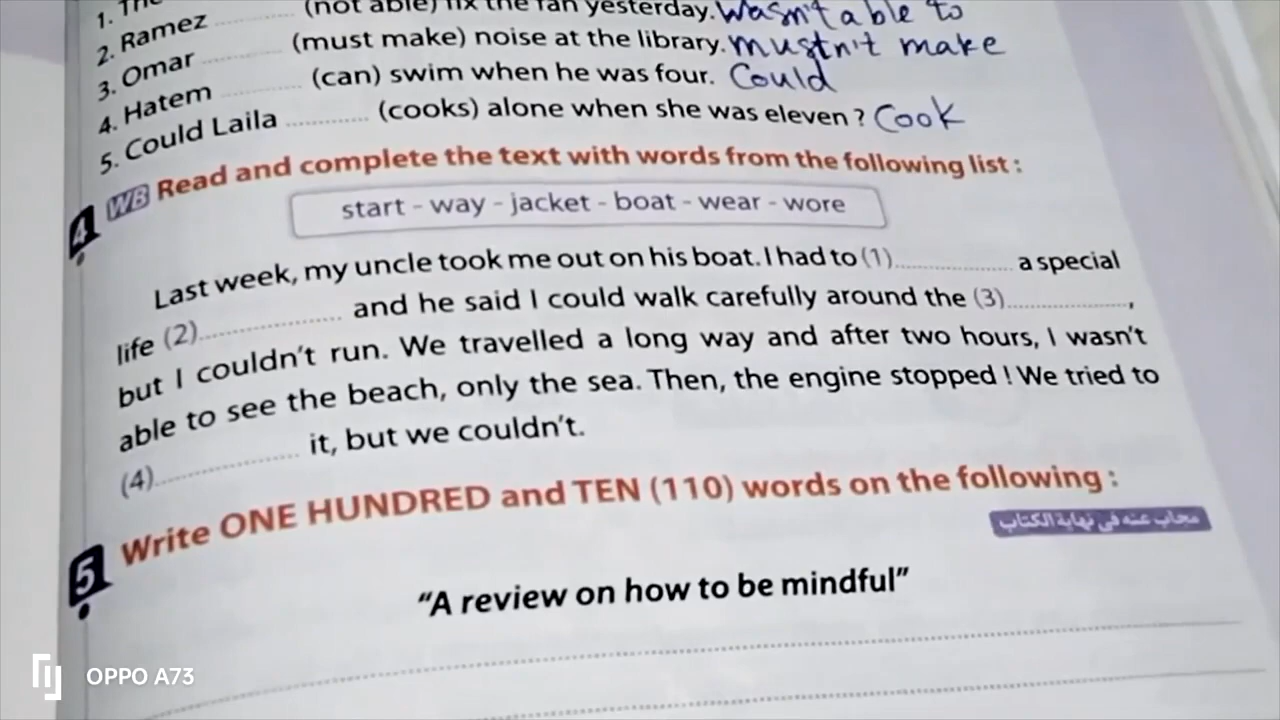 1. The
2. Ramez ............ (not able) fix the fan yesterday. wasn't able to
3. Omar ............ (must make) noise at the library. mustn't make
4. Hatem ............ (can) swim when he was four. Could
5. Could Laila ............ (cooks) alone when she was eleven ? Cook
4 WB Read and complete the text with words from the following list :
start - way - jacket - boat - wear - wore
Last week, my uncle took me out on his boat. I had to (1) ............ a special
life (2) ............ and he said I could walk carefully around the (3) ............,
but I couldn't run. We travelled a long way and after two hours, I wasn't
able to see the beach, only the sea. Then, the engine stopped ! We tried to
(4) ............ it, but we couldn't.
5 Write ONE HUNDRED and TEN (110) words on the following :
مجاب عنه في نهاية الكتاب
"A review on how to be mindful"
OPPO A73